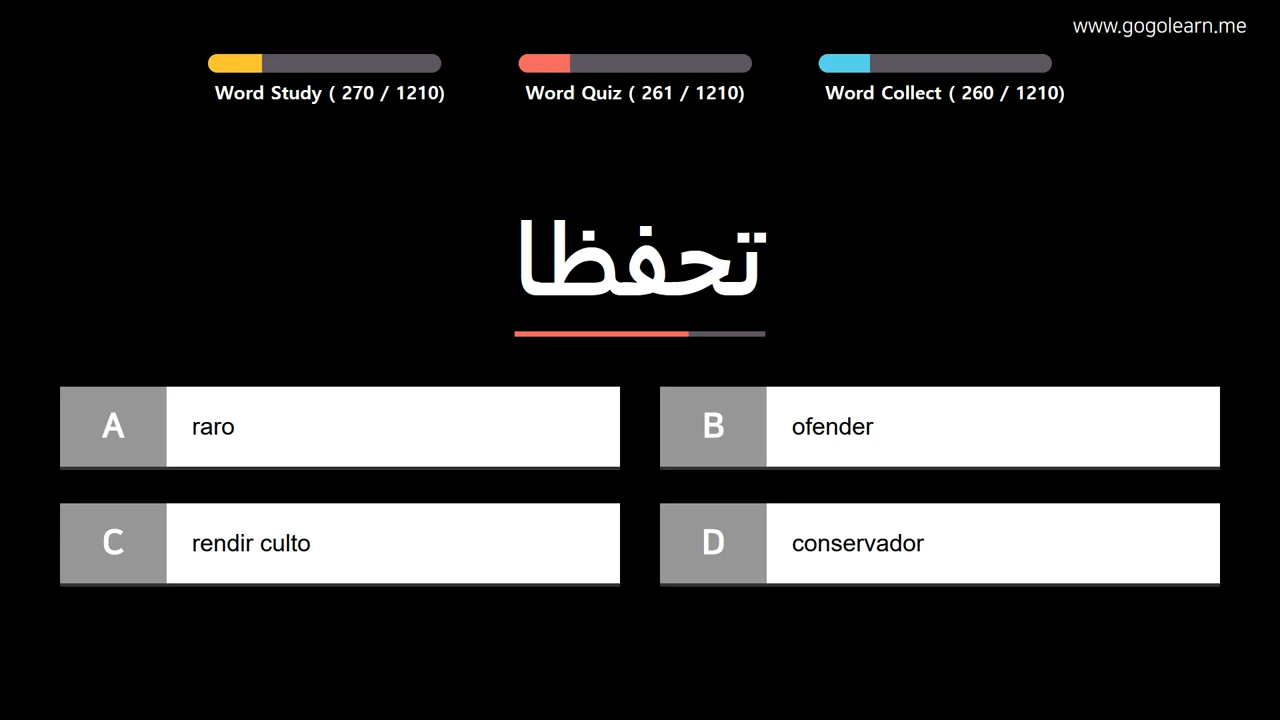 www.gogolearn.me
Word Study ( 270 / 1210)
Word Quiz ( 261 / 1210)
Word Collect ( 260 / 1210)
تحفظا
A raro
B ofender
C rendir culto
D conservador